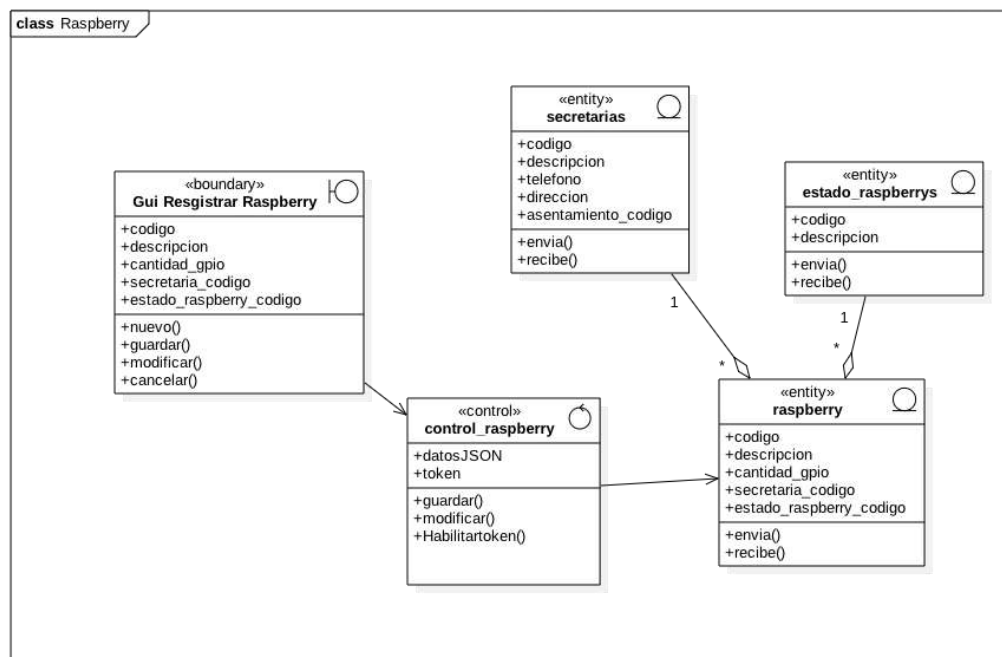 class Raspberry
«entity»
secretarias
+codigo
+descripcion
+telefono
+direccion
+asentamiento_codigo
+envia()
+recibe()
«entity»
estado_raspberrys
+codigo
+descripcion
+envia()
+recibe()
«boundary»
Gui Resgistrar Raspberry
+codigo
+descripcion
+cantidad_gpio
+secretaria_codigo
+estado_raspberry_codigo
+nuevo()
+guardar()
+modificar()
+cancelar()
1
*
1
*
«control»
control_raspberry
+datosJSON
+token
+guardar()
+modificar()
+Habilitartoken()
«entity»
raspberry
+codigo
+descripcion
+cantidad_gpio
+secretaria_codigo
+estado_raspberry_codigo
+envia()
+recibe()